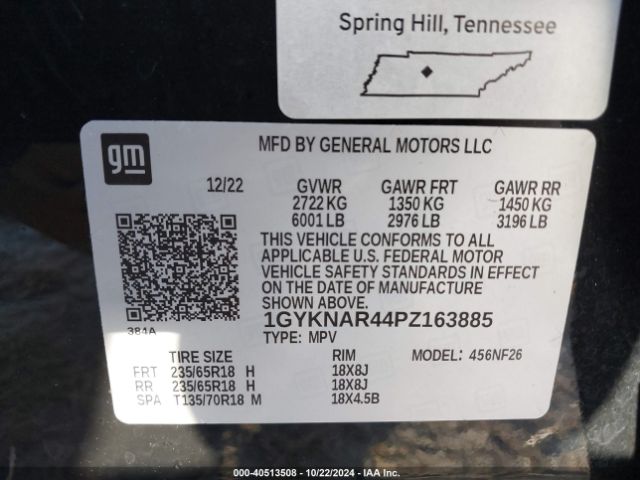 Spring Hill, Tennessee
gm
MFD BY GENERAL MOTORS LLC
12/22 GVWR GAWR FRT GAWR RR
2722 KG 1350 KG 1450 KG
6001 LB 2976 LB 3196 LB
THIS VEHICLE CONFORMS TO ALL
APPLICABLE U.S. FEDERAL MOTOR
VEHICLE SAFETY STANDARDS IN EFFECT
ON THE DATE OF MANUFACTURE
SHOWN ABOVE.
1GYKNAR44PZ163885
384A
TYPE: MPV MODEL: 456NF26
TIRE SIZE RIM
FRT 235/65R18 H 18X8J
RR 235/65R18 H 18X8J
SPA T135/70R18 M 18X4.5B
000-40513508 | 10/22/2024 | IAA Inc.